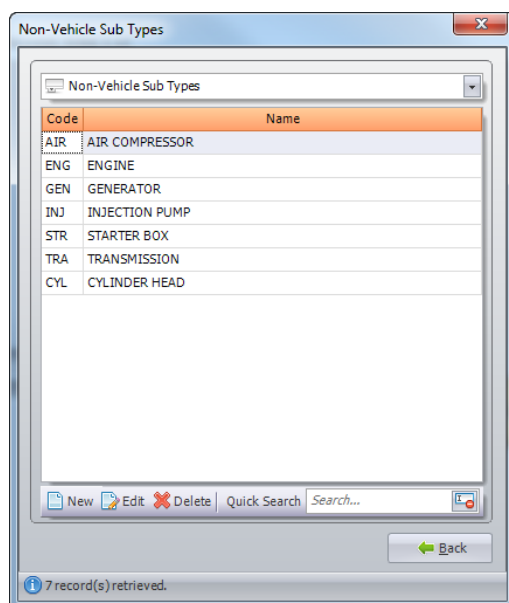 Non-Vehicle Sub Types
Non-Vehicle Sub Types
Code Name
AIR AIR COMPRESSOR
ENG ENGINE
GEN GENERATOR
INJ INJECTION PUMP
STR STARTER BOX
TRA TRANSMISSION
CYL CYLINDER HEAD
New Edit Delete Quick Search Search...
Back
7 record(s) retrieved.